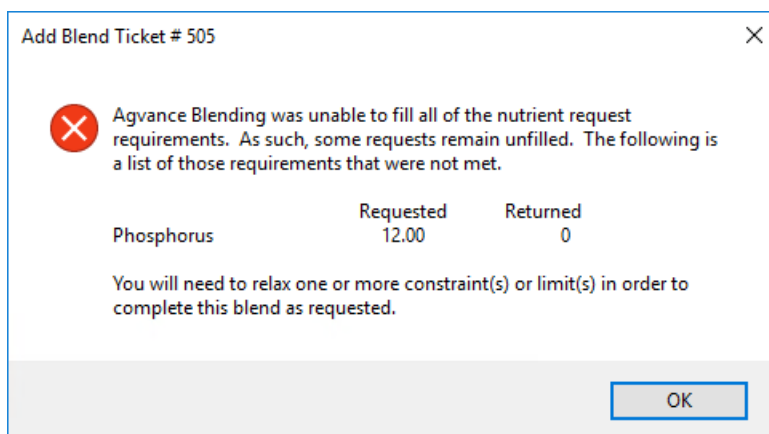 Add Blend Ticket # 505
Agvance Blending was unable to fill all of the nutrient request
requirements. As such, some requests remain unfilled. The following is
a list of those requirements that were not met.
Requested Returned
Phosphorus 12.00 0
You will need to relax one or more constraint(s) or limit(s) in order to
complete this blend as requested.
OK